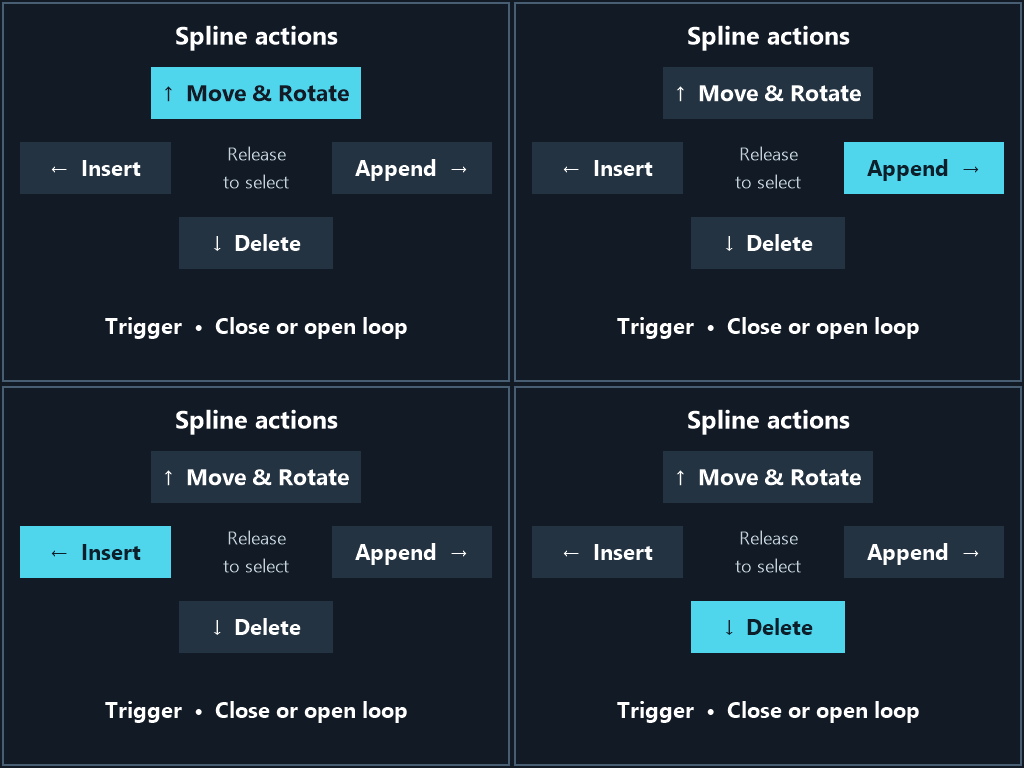 Spline actions
↑ Move & Rotate
← Insert
Release
to select
Append →
↓ Delete
Trigger • Close or open loop
Spline actions
↑ Move & Rotate
← Insert
Release
to select
Append →
↓ Delete
Trigger • Close or open loop
Spline actions
↑ Move & Rotate
← Insert
Release
to select
Append →
↓ Delete
Trigger • Close or open loop
Spline actions
↑ Move & Rotate
← Insert
Release
to select
Append →
↓ Delete
Trigger • Close or open loop